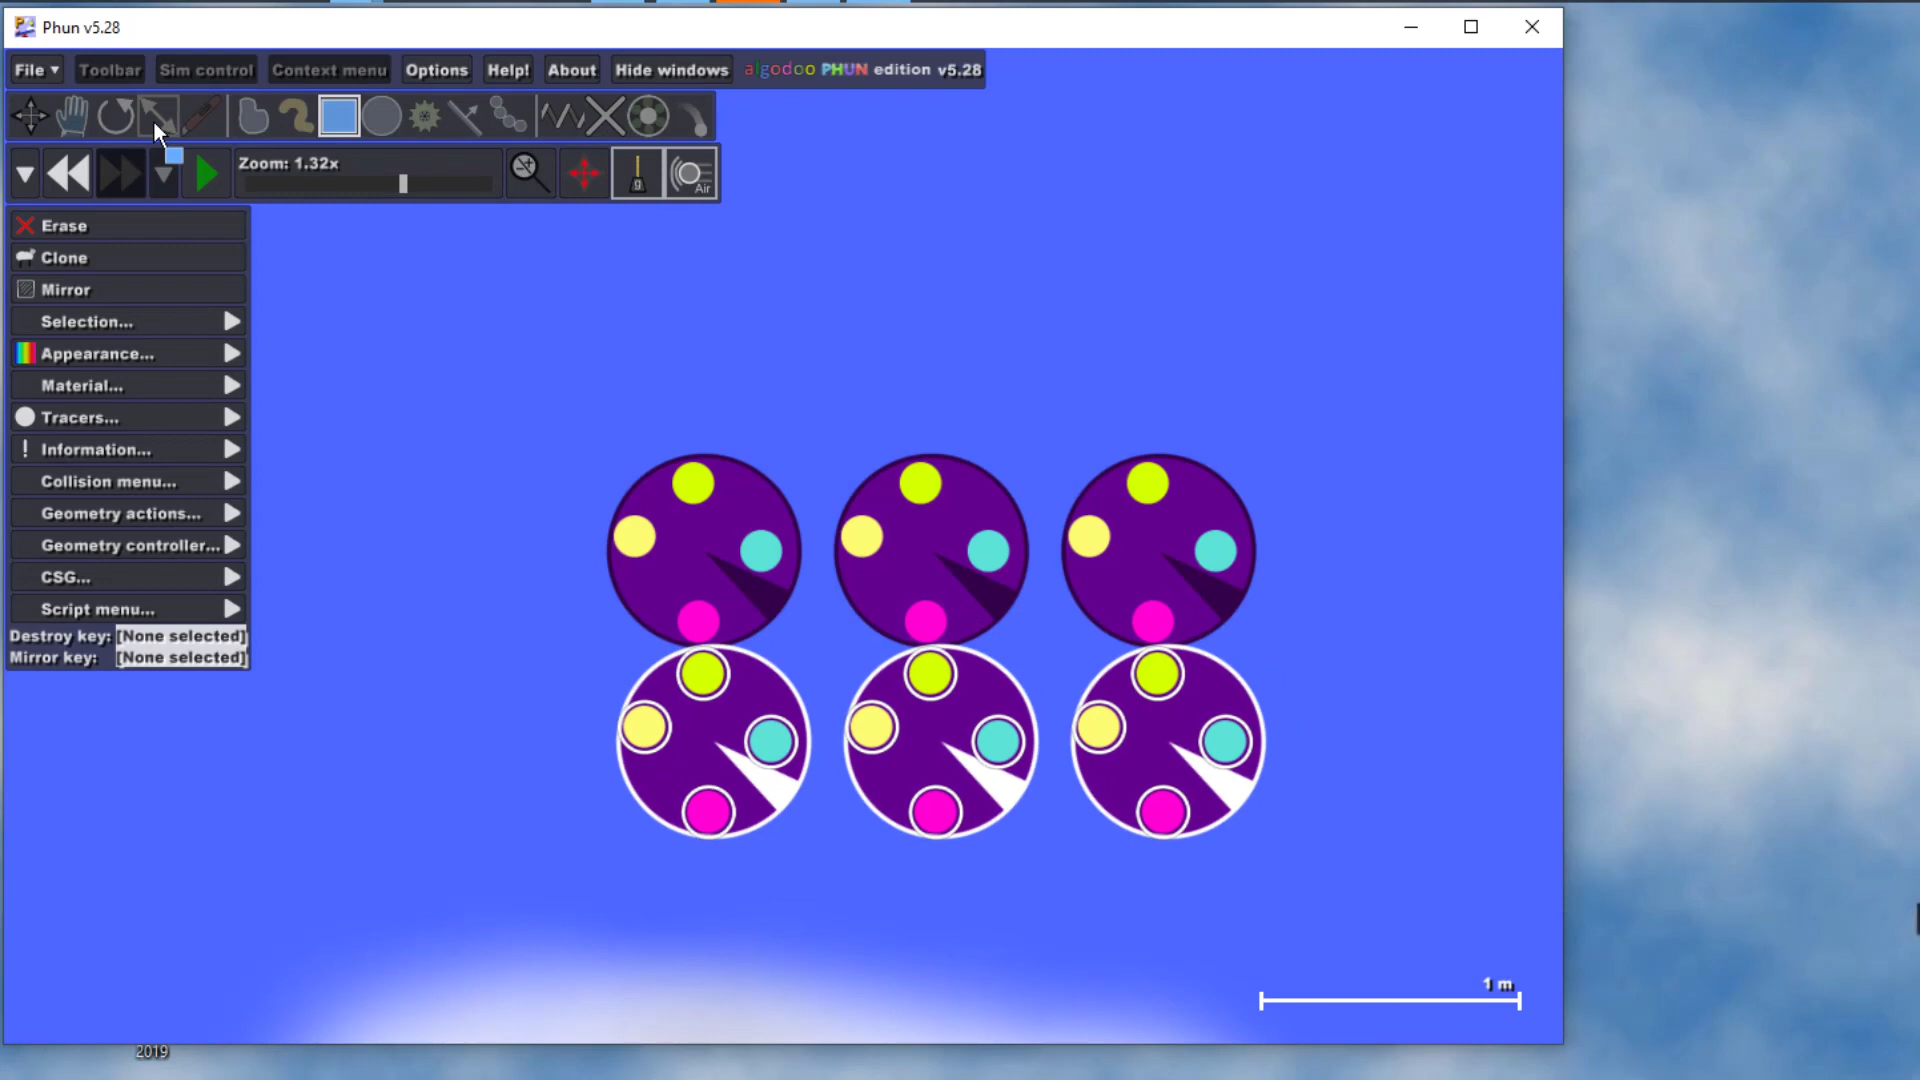 Phun v5.28
File Toolbar Sim control Context menu Options Help! About Hide windows algodoo PHUN edition v5.28
Zoom: 1.32x
g
Air
Erase
Clone
Mirror
Selection...
Appearance...
Material...
Tracers...
Information...
Collision menu...
Geometry actions...
Geometry controller...
CSG...
Script menu...
Destroy key: [None selected]
Mirror key: [None selected]
1 m
2019